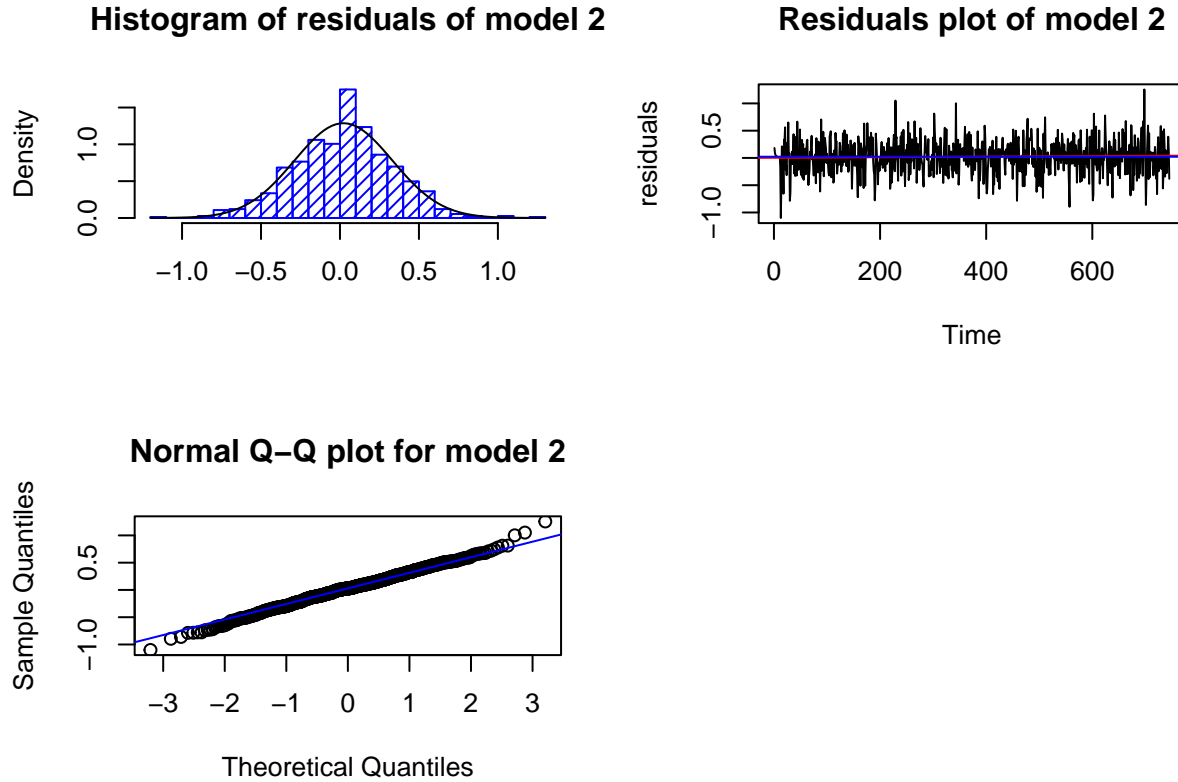 Histogram of residuals of model 2
Density
0.0
1.0
−1.0
−0.5
0.0
0.5
1.0
Residuals plot of model 2
residuals
−1.0
0.5
0
200
400
600
Time
Normal Q−Q plot for model 2
Sample Quantiles
−1.0
0.5
−3
−2
−1
0
1
2
3
Theoretical Quantiles